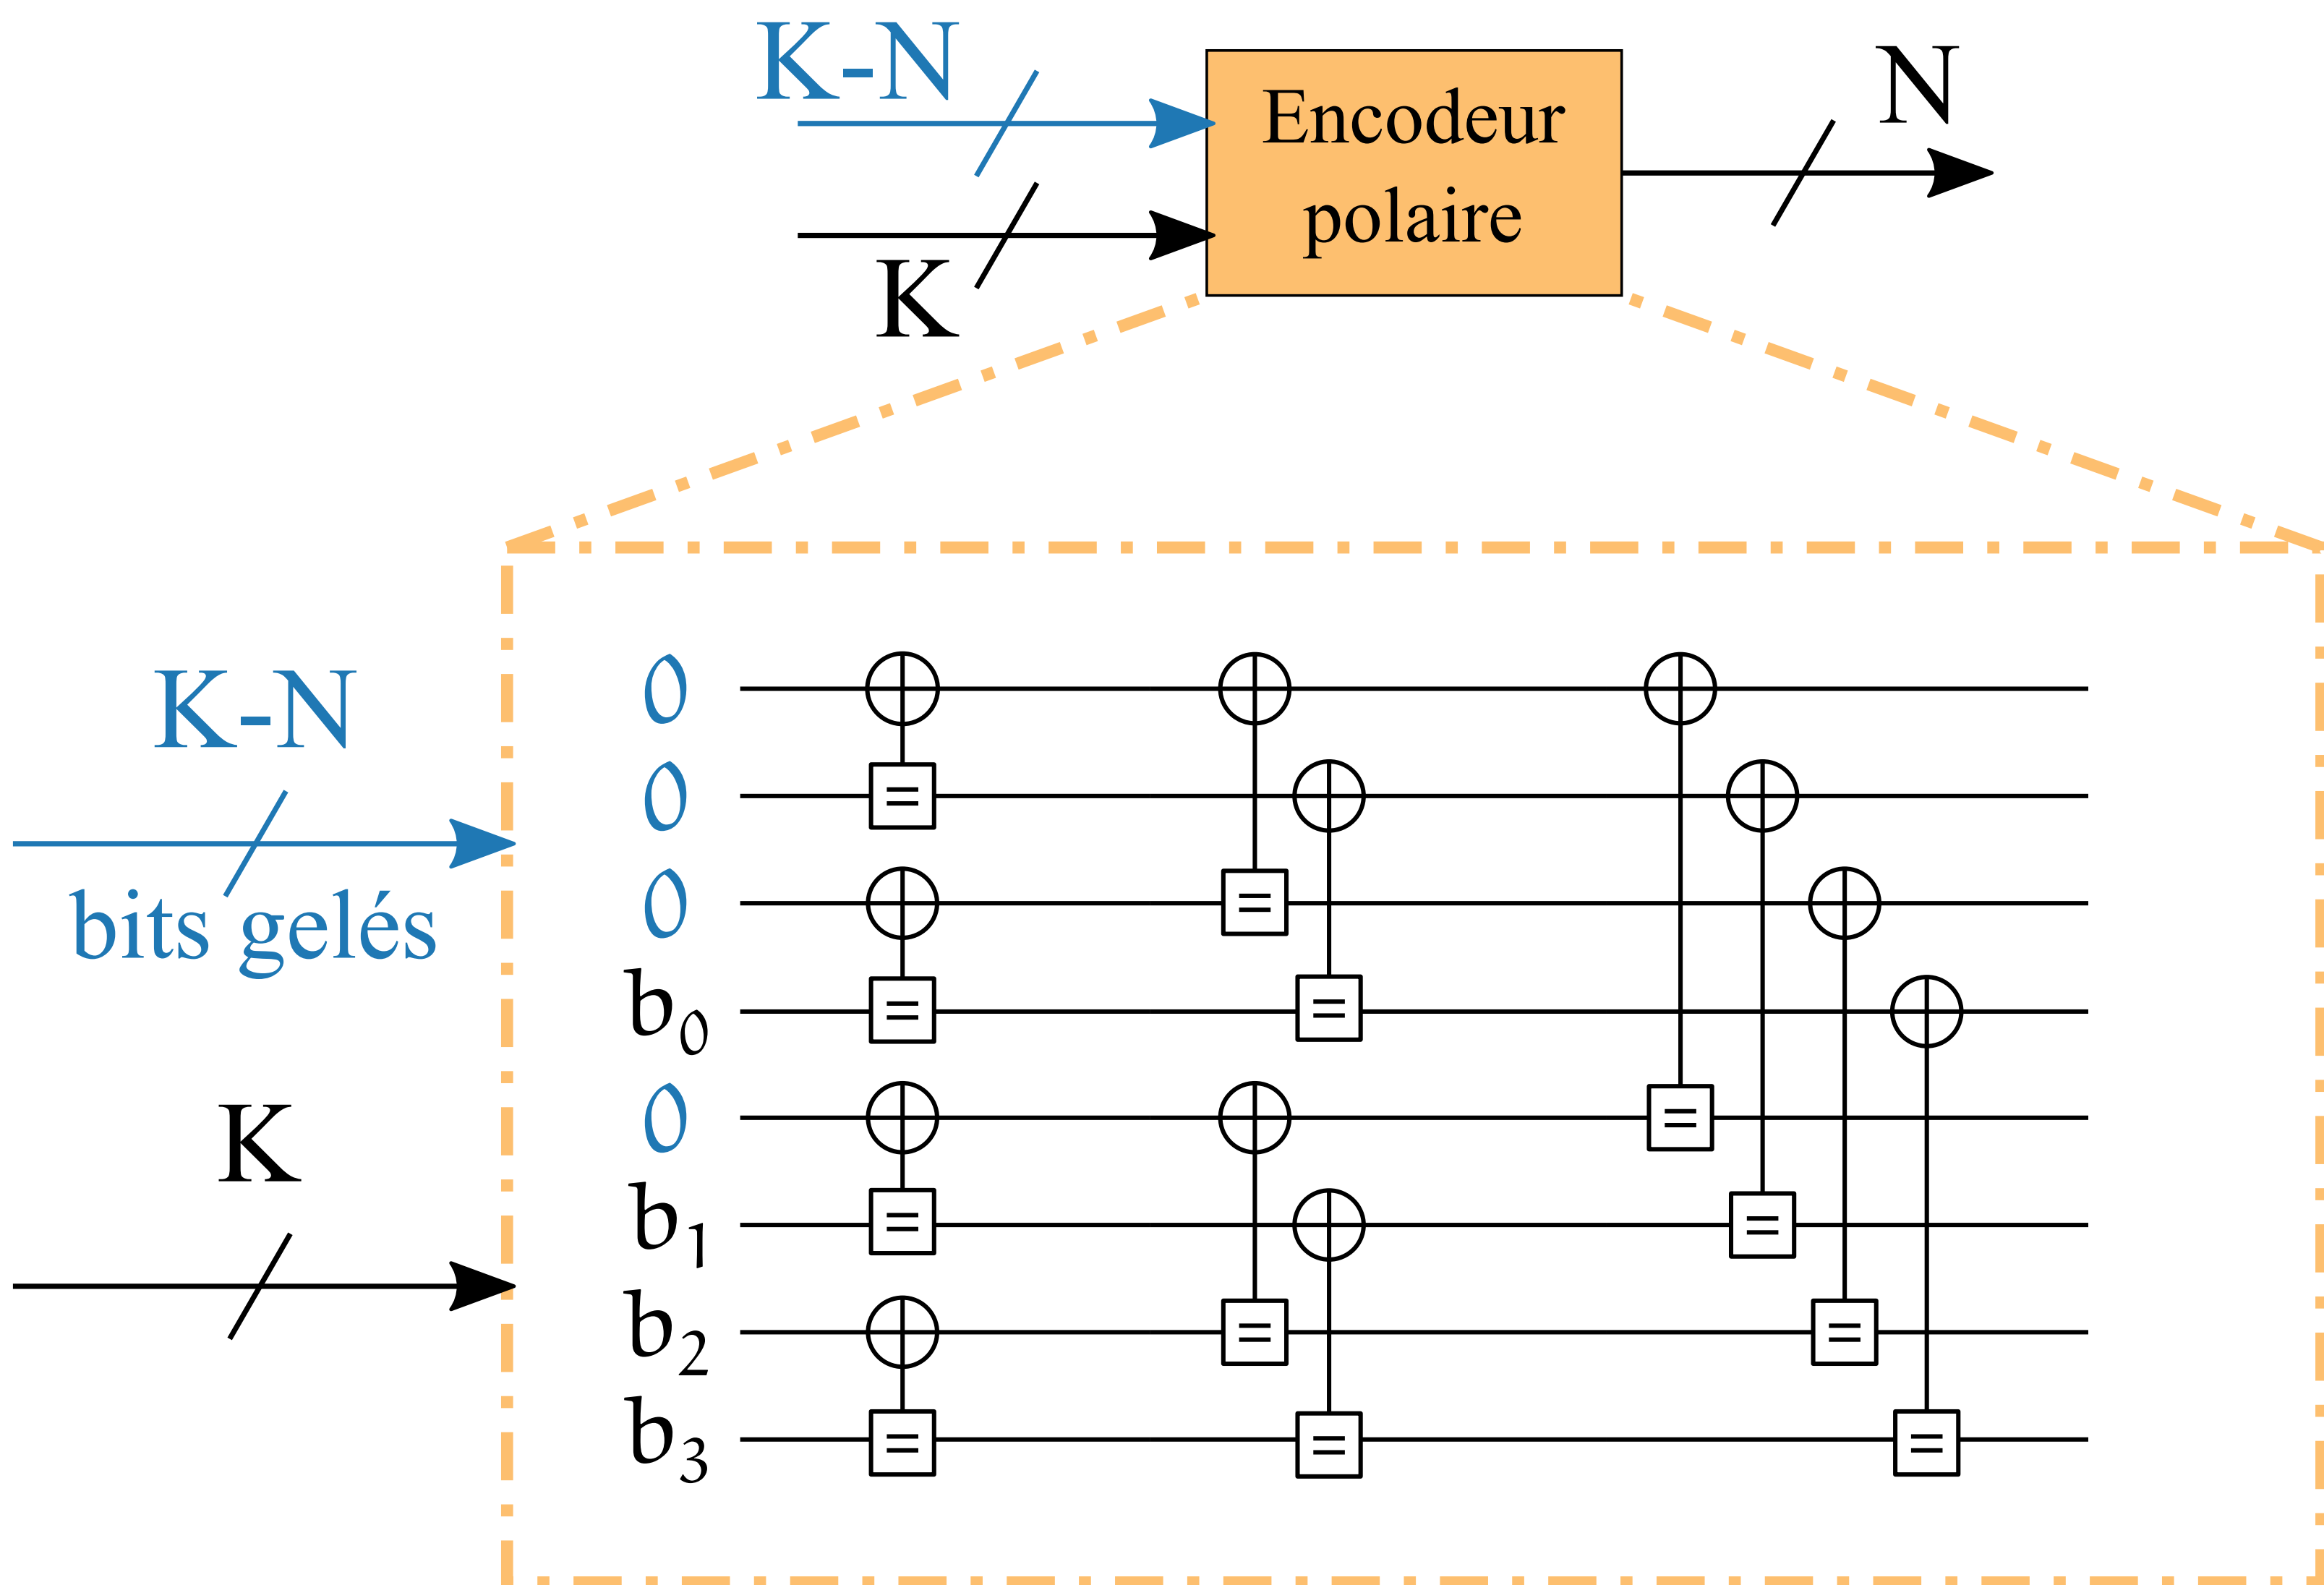 K-N
Encodeur
polaire
N
K
K-N
bits gelés
K
0
0
0
b0
0
b1
b2
b3
=
=
=
=
=
=
=
=
=
=
=
=